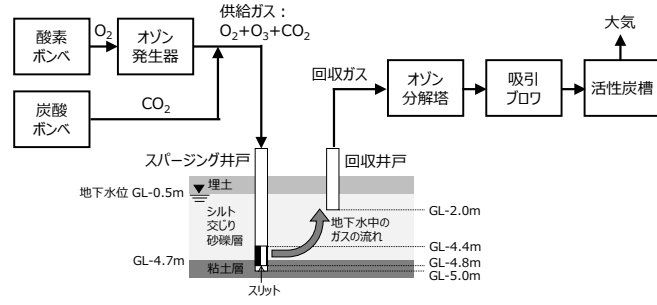 酸素
ボンベ
O2
オゾン
発生器
供給ガス：
O2+O3+CO2
炭酸
ボンベ
CO2
大気
回収ガス
オゾン
分解塔
吸引
ブロワ
活性炭槽
スパージング井戸
回収井戸
埋土
地下水位 GL-0.5m
シルト
交じり
砂礫層
地下水中の
ガスの流れ
GL-2.0m
GL-4.4m
GL-4.7m
GL-4.8m
粘土層
GL-5.0m
スリット